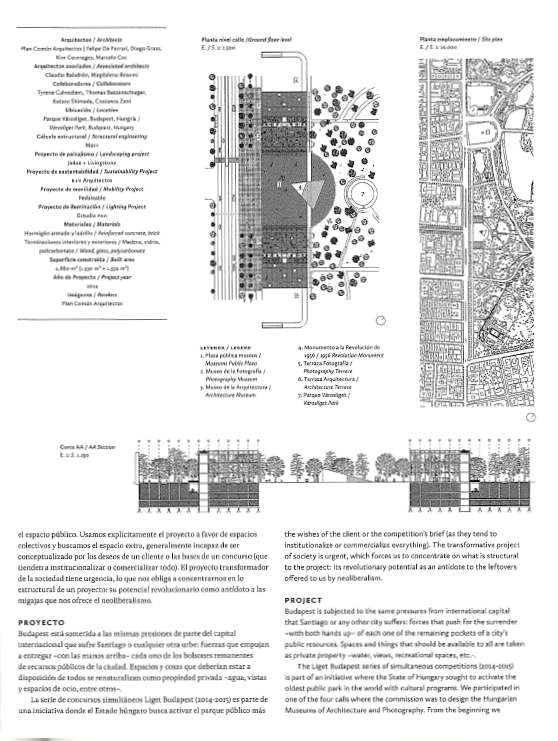 Arquitectos / Architects
Plan Común Arquitectos | Felipe De Ferrari, Diego Grass,
Kim Courreges, Marcelo Cox
Arquitectos asociados / Associated architects
Claudio Baladrón, Magdalena Besomi
Colaboradores / Collaborators
Tyrene Calvesbert, Thomas Batzenschlager,
Kotaro Shimada, Costanza Zeni
Ubicación / Location
Parque Városliget, Budapest, Hungría /
Városliget Park, Budapest, Hungary
Cálculo estructural / Structural engineering
Mat+
Proyecto de paisajismo / Landscaping project
Jadue + Livingstone
Proyecto de sustentabilidad / Sustainability Project
Arquitectos
Proyecto de movilidad / Mobility Project
Pedaleable
Proyecto de iluminación / Lighting Project
Estudio
Materiales / Materials
Hormigón armado y ladrillo / Reinforced concrete, brick
Terminaciones interiores y exteriores / Madera, vidrio,
policarbonato / Wood, glass, polycarbonate
Superficie construida / Built area
Año de Proyecto / Project year
2014
Imágenes / Renders
Plan Común Arquitectos
Planta nivel calle / Ground floor level
E. / S. 1: 2.500
Planta emplazamiento / Site plan
E. / S. 1: 10.000
4
7
LEYENDA / LEGEND
1. Plaza pública museos /
Museums Public Plaza
2. Museo de la Fotografía /
Photography Museum
3. Museo de la Arquitectura /
Architecture Museum
4. Monumento a la Revolución de
1956 / 1956 Revolution Monument
5. Terraza Fotografía /
Photography Terrace
6. Terraza Arquitectura /
Architecture Terrace
7. Parque Városliget /
Városliget Park
Corte AA / AA Section
E. / S.
el espacio público. Usamos explícitamente el proyecto a favor de espacios
colectivos y buscamos el espacio extra, generalmente incapaz de ser
conceptualizado por los deseos de un cliente o las bases de un concurso (que
tienden a institucionalizar o comercializar todo). El proyecto transformador
de la sociedad tiene urgencia, lo que nos obliga a concentrarnos en lo
estructural de un proyecto: su potencial revolucionario como antídoto a las
migajas que nos ofrece el neoliberalismo.
PROYECTO
Budapest está sometida a las mismas presiones de parte del capital
internacional que sufre Santiago o cualquier otra urbe: fuerzas que empujan
a entregar –con las manos arriba– cada uno de los bolsones remanentes
de recursos públicos de la ciudad. Espacios y cosas que deberían estar a
disposición de todos se renaturalizan como propiedad privada –agua, vistas
y espacios de ocio, entre otros–.
La serie de concursos simultáneos Liget Budapest (2014-2015) es parte de
una iniciativa donde el Estado húngaro busca activar el parque público más
the wishes of the client or the competition's brief (as they tend to
institutionalize or commercialize everything). The transformative project
of society is urgent, which forces us to concentrate on what is structural
to the project: its revolutionary potential as an antidote to the leftovers
offered to us by neoliberalism.
PROJECT
Budapest is subjected to the same pressures from international capital
that Santiago or any other city suffers: forces that push for the surrender
–with both hands up– of each one of the remaining pockets of a city's
public resources. Spaces and things that should be available to all are taken
as private property –water, views, recreational spaces, etc.–.
The Liget Budapest series of simultaneous competitions (2014-2015)
is part of an initiative where the State of Hungary sought to activate the
oldest public park in the world with cultural programs. We participated in
one of the four calls where the commission was to design the Hungarian
Museums of Architecture and Photography. From the beginning we